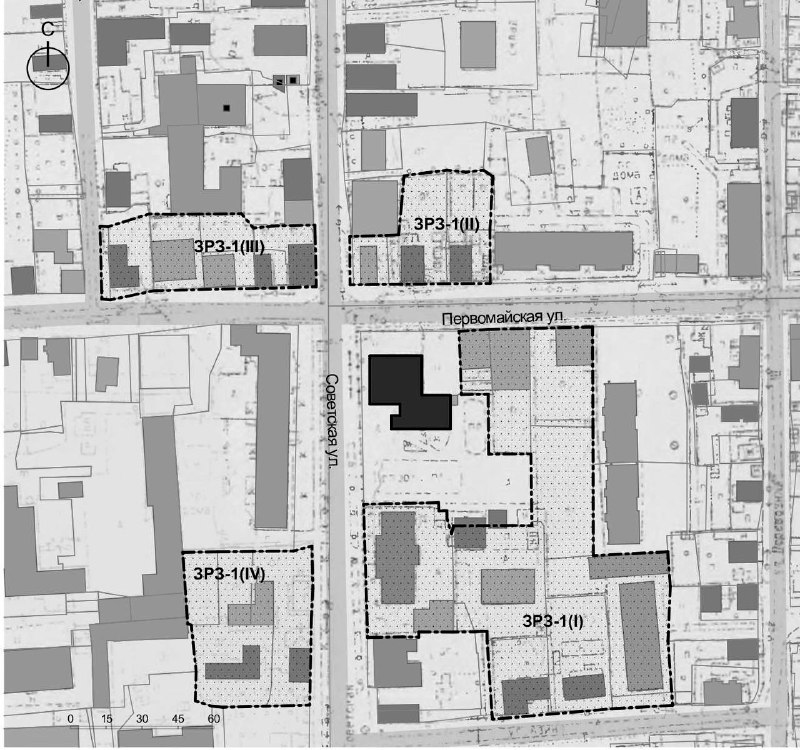 С
ЗРЗ-1(III)
ЗРЗ-1(II)
Первомайская ул.
Советская ул.
ЗРЗ-1(IV)
ЗРЗ-1(I)
0 15 30 45 60